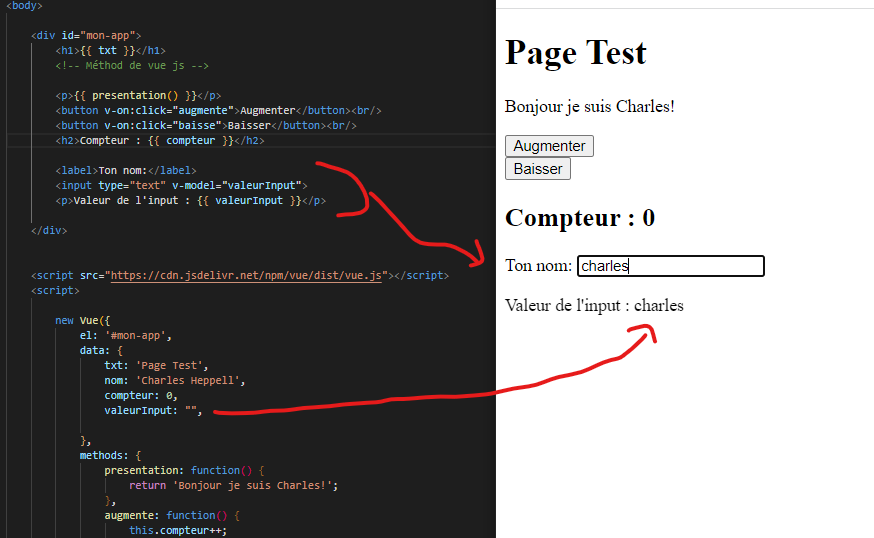 <body>
<div id="mon-app">
<h1>{{ txt }}</h1>
<!-- Méthod de vue js -->
<p>{{ presentation() }}</p>
<button v-on:click="augmente">Augmenter</button><br/>
<button v-on:click="baisse">Baisser</button><br/>
<h2>Compteur : {{ compteur }}</h2>
<label>Ton nom:</label>
<input type="text" v-model="valeurInput">
<p>Valeur de l'input : {{ valeurInput }}</p>
</div>
<script src="https://cdn.jsdelivr.net/npm/vue/dist/vue.js"></script>
<script>
new Vue({
el: '#mon-app',
data: {
txt: 'Page Test',
nom: 'Charles Heppell',
compteur: 0,
valeurInput: "",
},
methods: {
presentation: function() {
return 'Bonjour je suis Charles!';
},
augmente: function() {
this.compteur++;
Page Test
Bonjour je suis Charles!
Augmenter
Baisser
Compteur : 0
Ton nom: charles
Valeur de l'input : charles